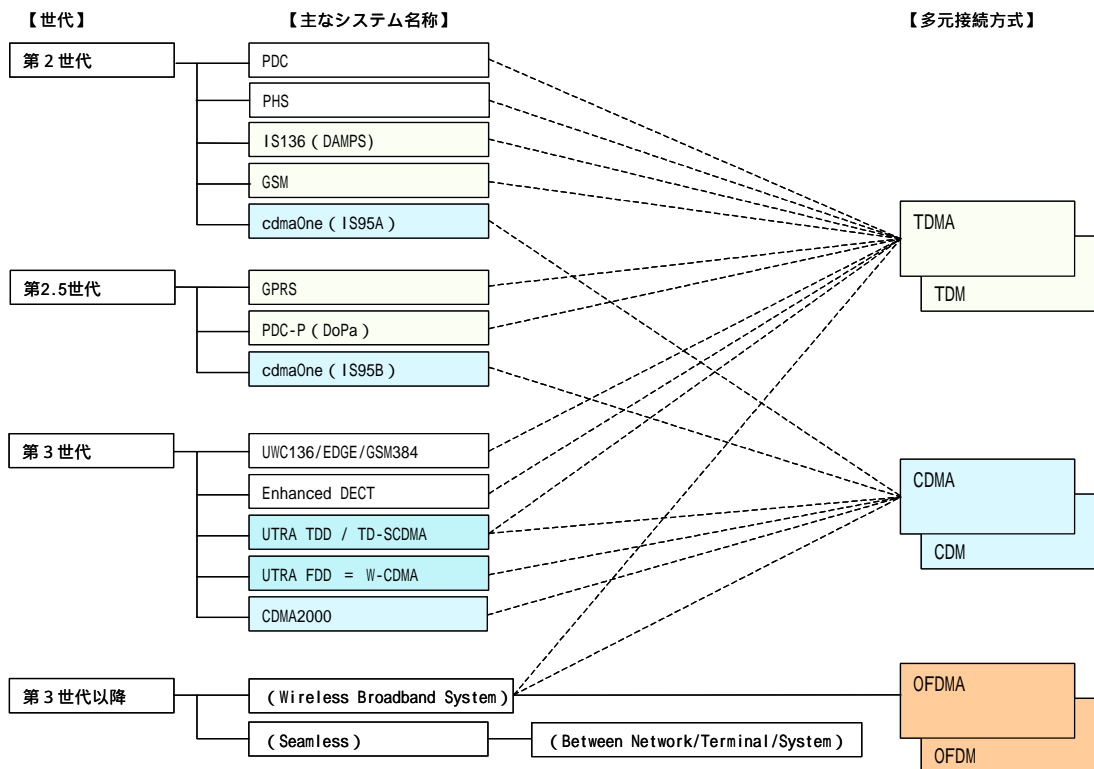 【世代】 【主なシステム名称】 【多元接続方式】
第２世代
PDC
PHS
IS136（DAMPS）
GSM
cdmaOne（IS95A）
TDMA
TDM
第2.5世代
GPRS
PDC-P（DoPa）
cdmaOne（IS95B）
第３世代
UWC136/EDGE/GSM384
Enhanced DECT
UTRA TDD / TD-SCDMA
UTRA FDD = W-CDMA
CDMA2000
CDMA
CDM
第３世代以降
（Wireless Broadband System）
（Seamless）
（Between Network/Terminal/System）
OFDMA
OFDM